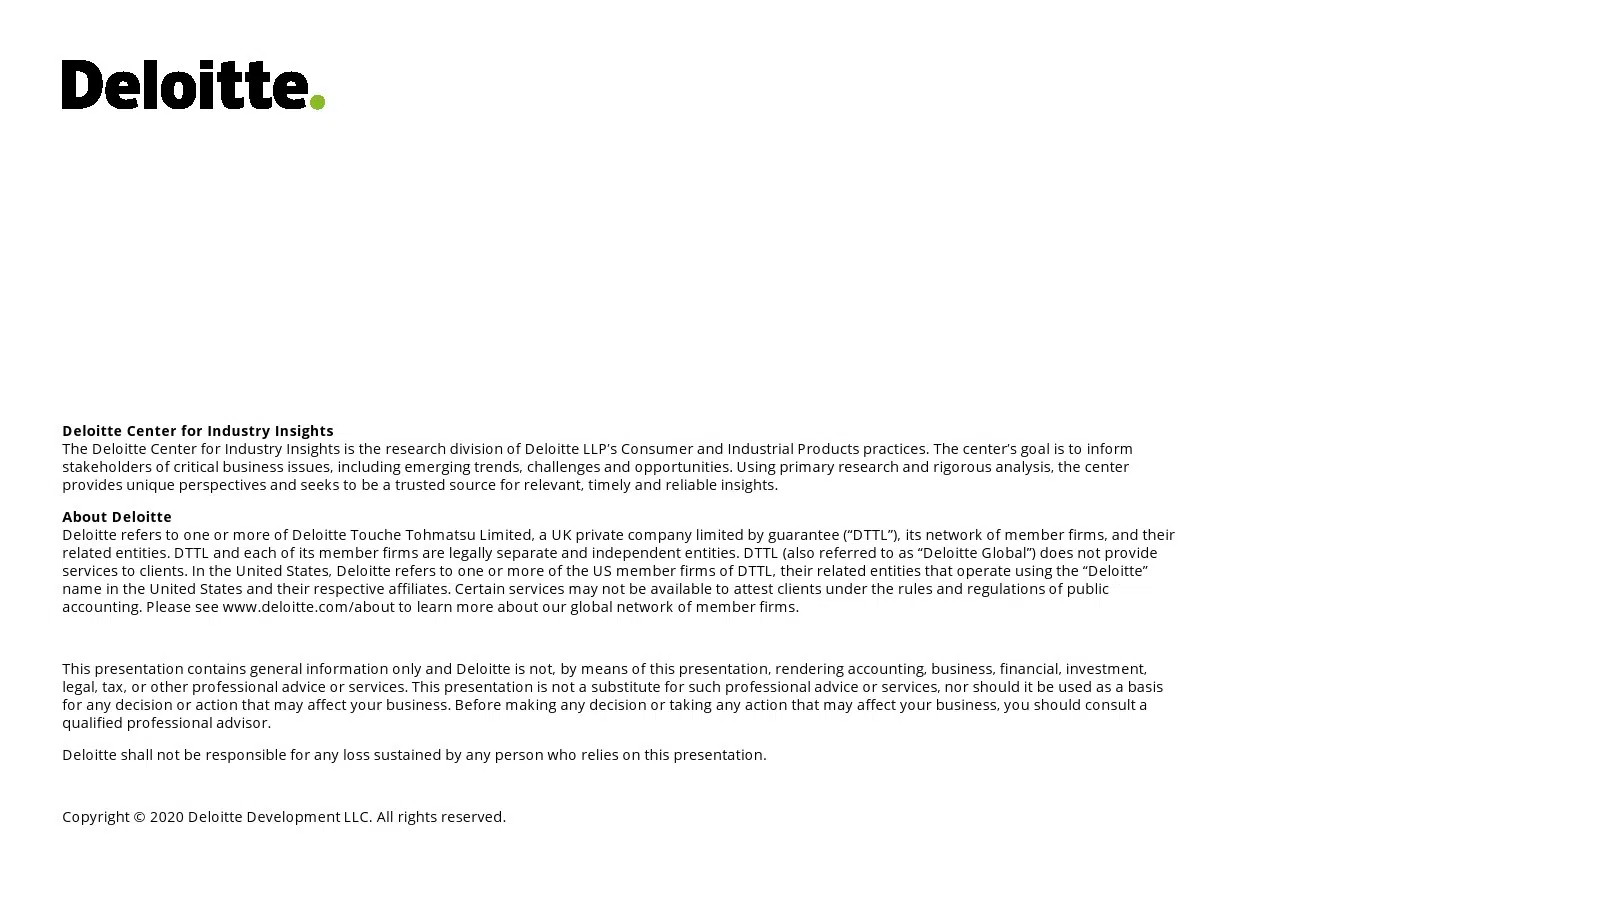 Deloitte.
Deloitte Center for Industry Insights
The Deloitte Center for Industry Insights is the research division of Deloitte LLP's Consumer and Industrial Products practices. The center's goal is to inform
stakeholders of critical business issues, including emerging trends, challenges and opportunities. Using primary research and rigorous analysis, the center
provides unique perspectives and seeks to be a trusted source for relevant, timely and reliable insights.
About Deloitte
Deloitte refers to one or more of Deloitte Touche Tohmatsu Limited, a UK private company limited by guarantee (“DTTL”), its network of member firms, and their
related entities. DTTL and each of its member firms are legally separate and independent entities. DTTL (also referred to as “Deloitte Global”) does not provide
services to clients. In the United States, Deloitte refers to one or more of the US member firms of DTTL, their related entities that operate using the “Deloitte”
name in the United States and their respective affiliates. Certain services may not be available to attest clients under the rules and regulations of public
accounting. Please see www.deloitte.com/about to learn more about our global network of member firms.
This presentation contains general information only and Deloitte is not, by means of this presentation, rendering accounting, business, financial, investment,
legal, tax, or other professional advice or services. This presentation is not a substitute for such professional advice or services, nor should it be used as a basis
for any decision or action that may affect your business. Before making any decision or taking any action that may affect your business, you should consult a
qualified professional advisor.
Deloitte shall not be responsible for any loss sustained by any person who relies on this presentation.
Copyright © 2020 Deloitte Development LLC. All rights reserved.